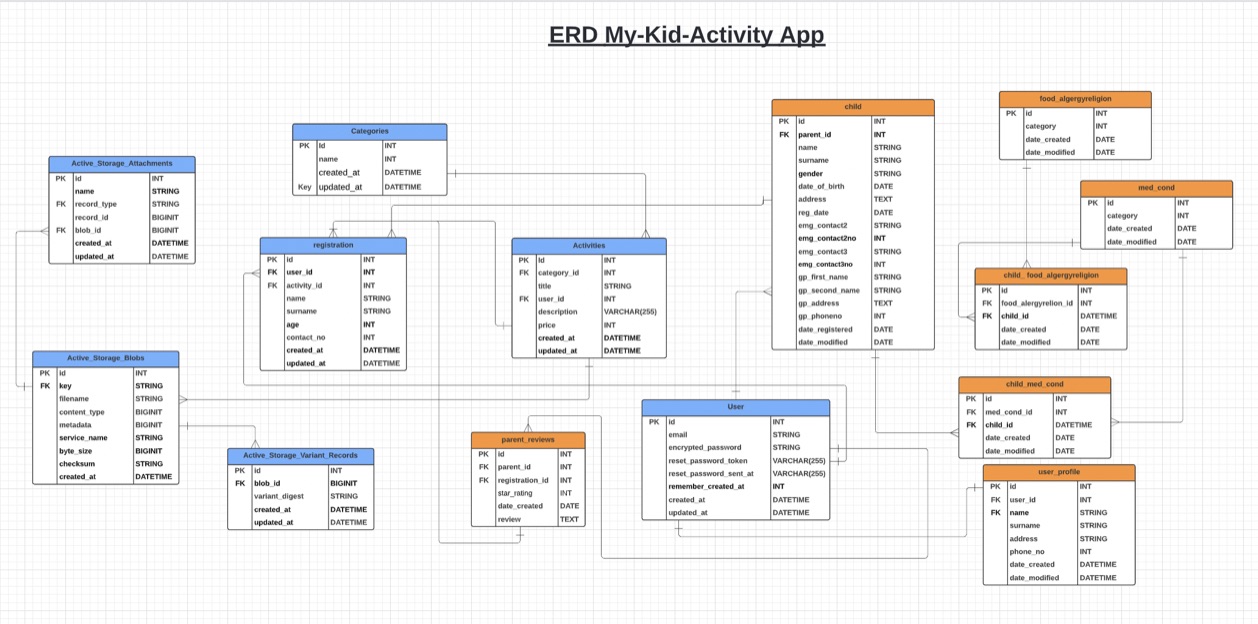 ERD My-Kid-Activity App
Categories
PK id INT
name INT
created_at DATETIME
Key updated_at DATETIME
Active_Storage_Attachments
PK id INT
name STRING
FK record_type STRING
record_id BIGINIT
FK blob_id BIGINIT
created_at DATETIME
updated_at DATETIME
registration
PK id INT
FK user_id INT
FK activity_id INT
name STRING
surname STRING
age INT
contact_no INT
created_at DATETIME
updated_at DATETIME
Activities
PK Id INT
FK category_id INT
title STRING
FK user_id INT
description VARCHAR(255)
price INT
created_at DATETIME
updated_at DATETIME
child
PK id INT
FK parent_id INT
name STRING
surname STRING
gender STRING
date_of_birth DATE
address TEXT
reg_date DATE
emg_contact2 STRING
emg_contact2no INT
emg_contact3 STRING
emg_contact3no INT
gp_first_name STRING
gp_second_name STRING
gp_address TEXT
gp_phoneno INT
date_registered DATE
date_modified DATE
food_algergyreligion
PK id INT
category INT
date_created DATE
date_modified DATE
med_cond
PK id INT
category INT
date_created DATE
date_modified DATE
child_ food_algergyreligion
PK id INT
FK food_alergyrelion_id INT
FK child_id DATETIME
date_created DATE
date_modified DATE
Active_Storage_Blobs
PK id INT
FK key STRING
filename STRING
content_type BIGINIT
metadata BIGINIT
service_name STRING
byte_size BIGINIT
checksum STRING
created_at DATETIME
Active_Storage_Variant_Records
PK id INT
FK blob_id BIGINIT
variant_digest STRING
created_at DATETIME
updated_at DATETIME
parent_reviews
PK id INT
FK parent_id INT
FK registration_id INT
star_rating INT
date_created DATE
review TEXT
User
PK id INT
email STRING
encrypted_password STRING
reset_password_token VARCHAR(255)
reset_password_sent_at VARCHAR(255)
remember_created_at INT
created_at DATETIME
updated_at DATETIME
child_med_cond
PK id INT
FK med_cond_id INT
FK child_id DATETIME
date_created DATE
date_modified DATE
user_profile
PK id INT
FK user_id INT
FK name STRING
surname STRING
address STRING
phone_no INT
date_created DATETIME
date_modified DATETIME